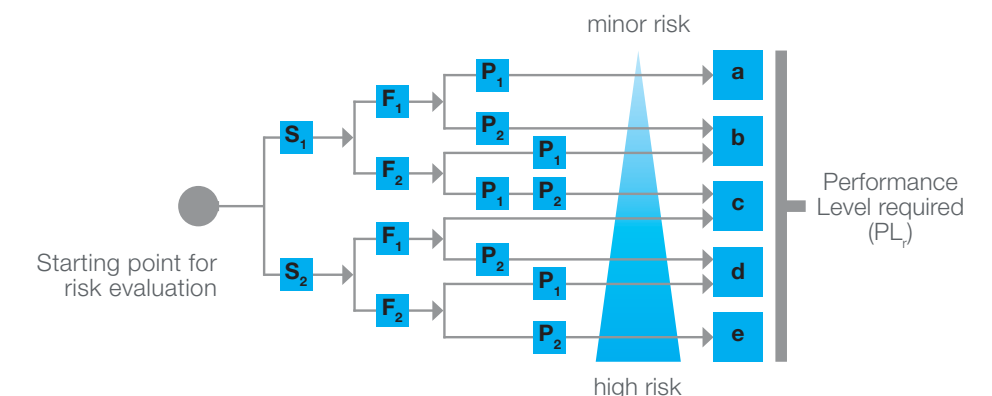 minor risk
P1
a
F1
P2
b
S1
P1
F2
P1 P2
c
Performance
Level required
(PLr)
F1
Starting point for
risk evaluation
S2
P2
d
P1
F2
P2
e
high risk